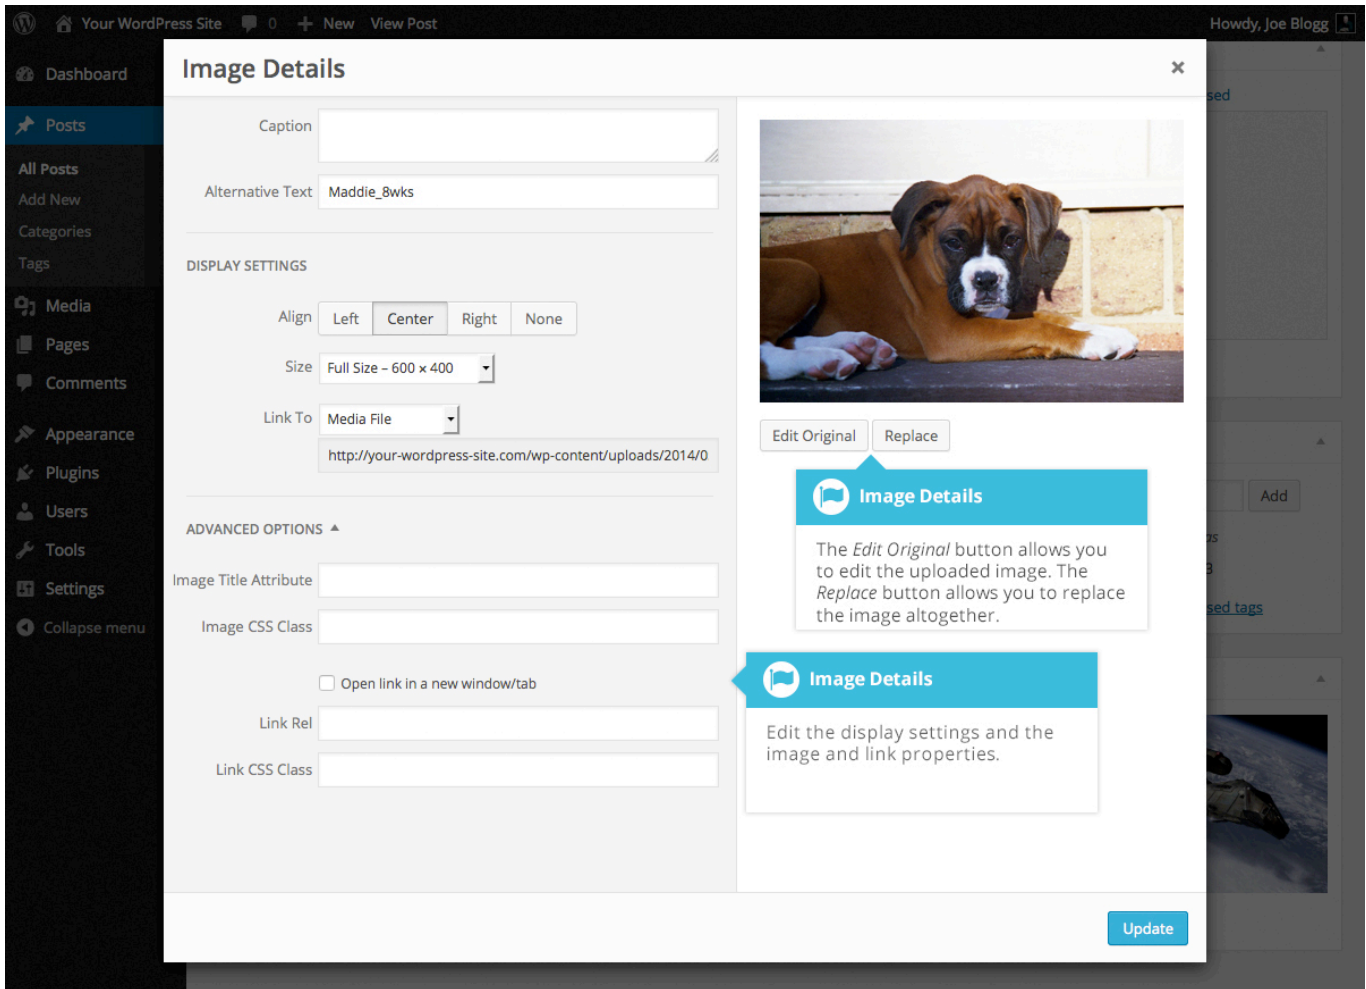 Your WordPress Site 0 + New View Post
Howdy, Joe Blogg
Dashboard
Posts
All Posts
Add New
Categories
Tags
Media
Pages
Comments
Appearance
Plugins
Users
Tools
Settings
Collapse menu
Image Details
Caption
Alternative Text Maddie_8wks
DISPLAY SETTINGS
Align Left Center Right None
Size Full Size – 600 × 400
Link To Media File
http://your-wordpress-site.com/wp-content/uploads/2014/0
ADVANCED OPTIONS
Image Title Attribute
Image CSS Class
Open link in a new window/tab
Link Rel
Link CSS Class
Edit Original Replace
Image Details
The Edit Original button allows you
to edit the uploaded image. The
Replace button allows you to replace
the image altogether.
Image Details
Edit the display settings and the
image and link properties.
Update
sed
Add
as
3
sed tags